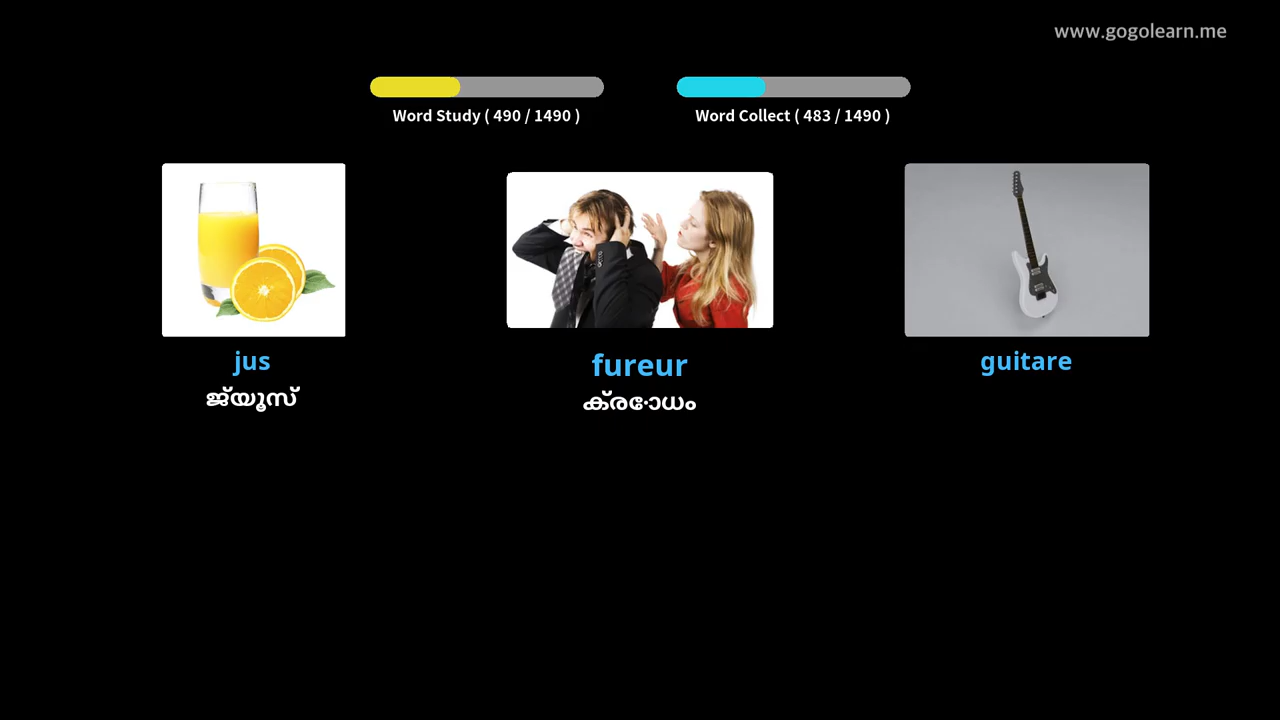 www.gogolearn.me
Word Study ( 490 / 1490 )
Word Collect ( 483 / 1490 )
jus
ജ്യൂസ്
fureur
ക്രോധം
guitare